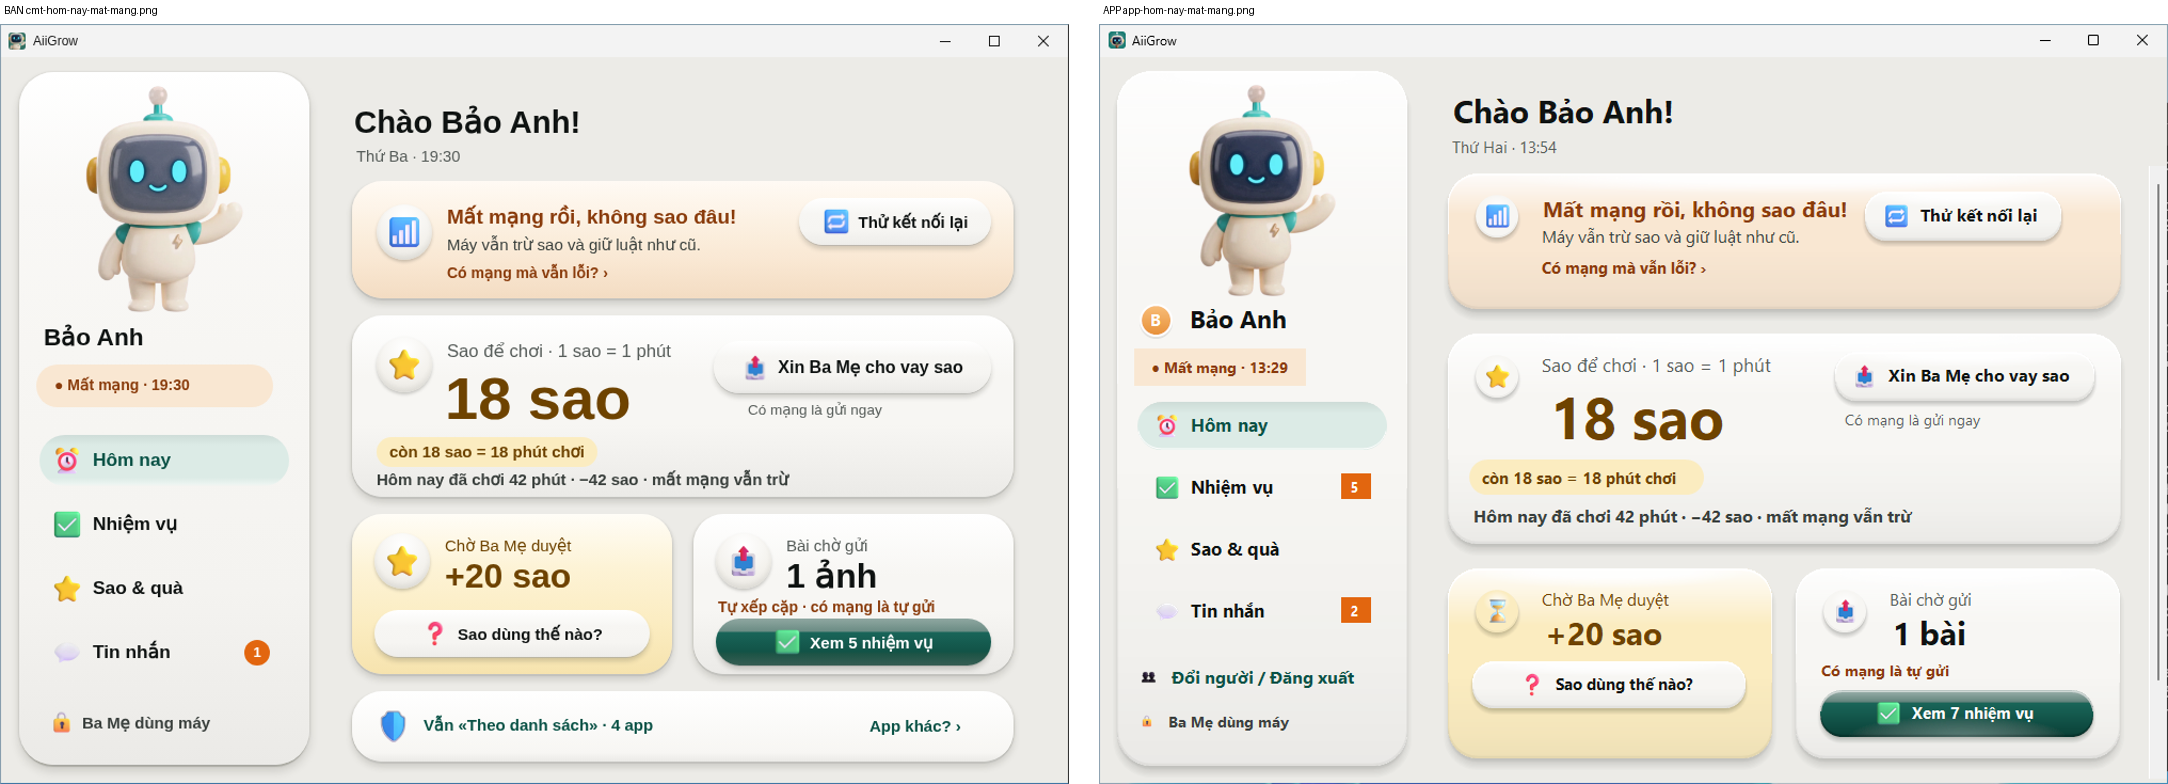 BAN cmt-hom-nay-mat-mang.png
AiiGrow
Chào Bảo Anh!
Thứ Ba · 19:30
Mất mạng rồi, không sao đâu!
Máy vẫn trừ sao và giữ luật như cũ.
Có mạng mà vẫn lỗi? ›
Thử kết nối lại
Bảo Anh
● Mất mạng · 19:30
Hôm nay
Nhiệm vụ
Sao & quà
Tin nhắn
1
Ba Mẹ dùng máy
Sao để chơi · 1 sao = 1 phút
18 sao
Xin Ba Mẹ cho vay sao
Có mạng là gửi ngay
còn 18 sao = 18 phút chơi
Hôm nay đã chơi 42 phút · −42 sao · mất mạng vẫn trừ
Chờ Ba Mẹ duyệt
+20 sao
Sao dùng thế nào?
Bài chờ gửi
1 ảnh
Tự xếp cặp · có mạng là tự gửi
Xem 5 nhiệm vụ
Vẫn «Theo danh sách» · 4 app
App khác? ›
APP app-hom-nay-mat-mang.png
AiiGrow
Chào Bảo Anh!
Thứ Hai · 13:54
Mất mạng rồi, không sao đâu!
Máy vẫn trừ sao và giữ luật như cũ.
Có mạng mà vẫn lỗi? ›
Thử kết nối lại
B
Bảo Anh
● Mất mạng · 13:29
Hôm nay
Nhiệm vụ
5
Sao & quà
Tin nhắn
2
Đổi người / Đăng xuất
Ba Mẹ dùng máy
Sao để chơi · 1 sao = 1 phút
18 sao
Xin Ba Mẹ cho vay sao
Có mạng là gửi ngay
còn 18 sao = 18 phút chơi
Hôm nay đã chơi 42 phút · −42 sao · mất mạng vẫn trừ
Chờ Ba Mẹ duyệt
+20 sao
Sao dùng thế nào?
Bài chờ gửi
1 bài
Có mạng là tự gửi
Xem 7 nhiệm vụ